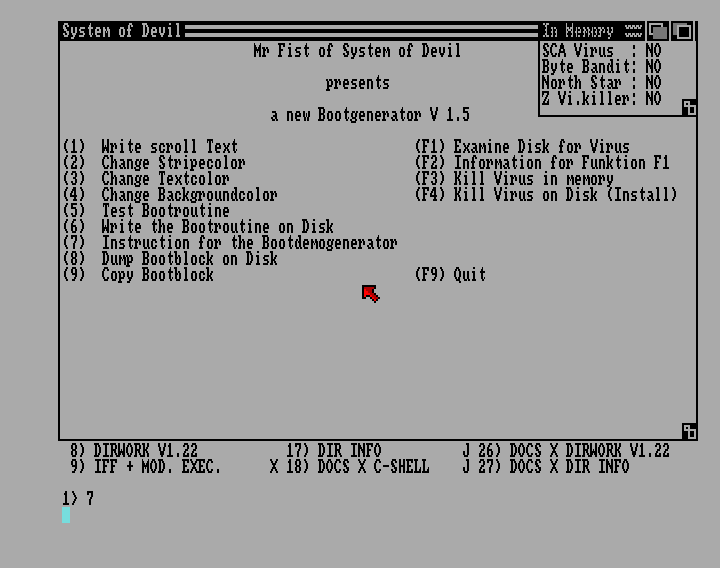 System of Devil
In Memory
Mr Fist of System of Devil
SCA Virus : NO
Byte Bandit: NO
presents
North Star : NO
Z Vi.killer: NO
a new Bootgenerator V 1.5
(1) Write scroll Text (F1) Examine Disk for Virus
(2) Change Stripecolor (F2) Information for Funktion F1
(3) Change Textcolor (F3) Kill Virus in memory
(4) Change Backgroundcolor (F4) Kill Virus on Disk (Install)
(5) Test Bootroutine
(6) Write the Bootroutine on Disk
(7) Instruction for the Bootdemogenerator
(8) Dump Bootblock on Disk
(9) Copy Bootblock (F9) Quit
8) DIRWORK V1.22 17) DIR INFO J 26) DOCS X DIRWORK V1.22
9) IFF + MOD. EXEC. X 18) DOCS X C-SHELL J 27) DOCS X DIR INFO
1> 7